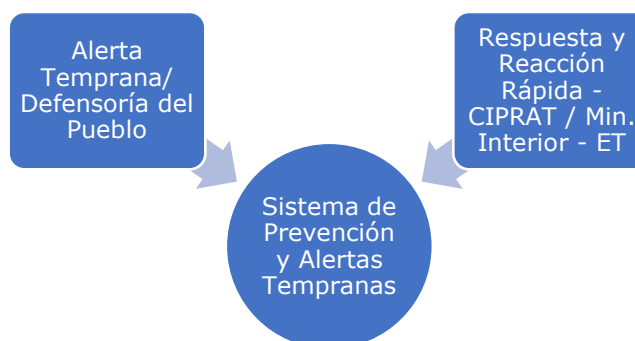 Alerta
Temprana/
Defensoría del
Pueblo
Respuesta y
Reacción
Rápida -
CIPRAT / Min.
Interior - ET
Sistema de
Prevención
y Alertas
Tempranas